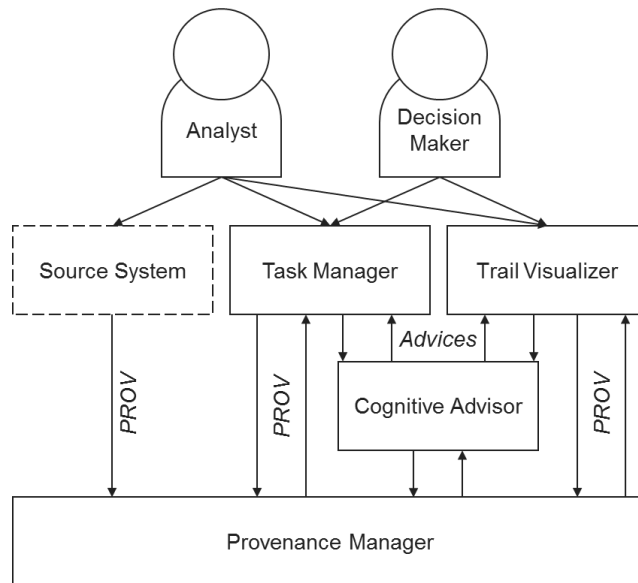 Analyst
Decision
Maker
Source System
Task Manager
Trail Visualizer
Advices
PROV
PROV
PROV
Cognitive Advisor
Provenance Manager